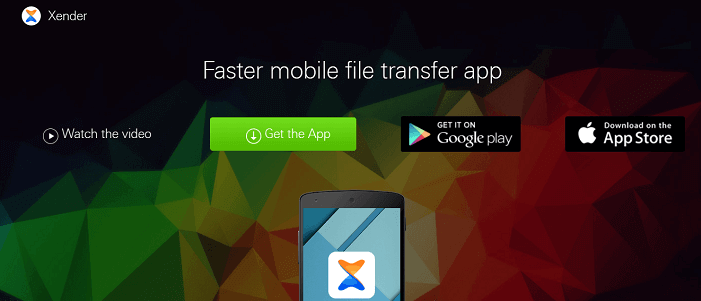 Xender
Faster mobile file transfer app
Watch the video
Get the App
GET IT ON
Google play
Download on the
App Store